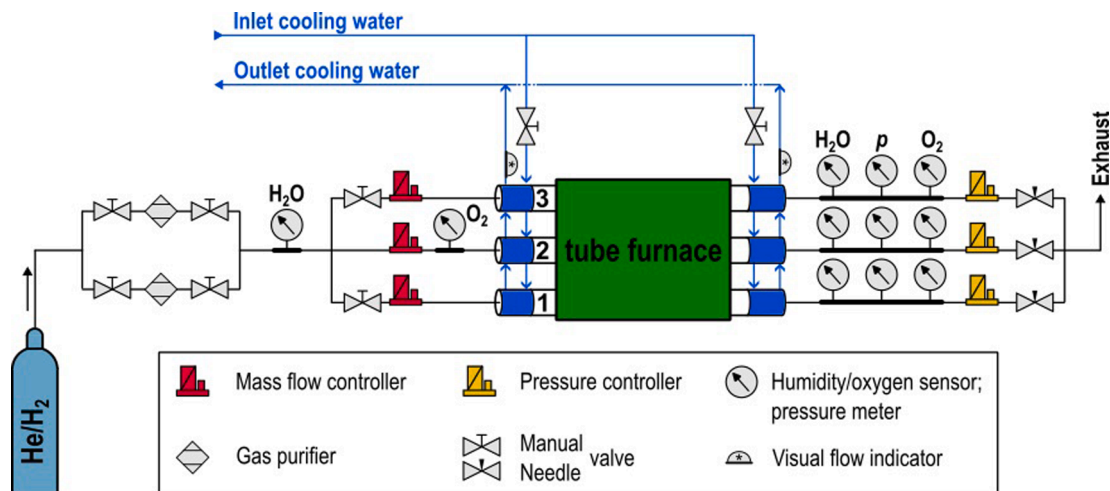 Inlet cooling water
Outlet cooling water
H₂O p O₂
Exhaust
H₂O
O₂
3
2
1
tube furnace
He/H₂
Mass flow controller
Pressure controller
Humidity/oxygen sensor;
pressure meter
Gas purifier
Manual
Needle
valve
Visual flow indicator